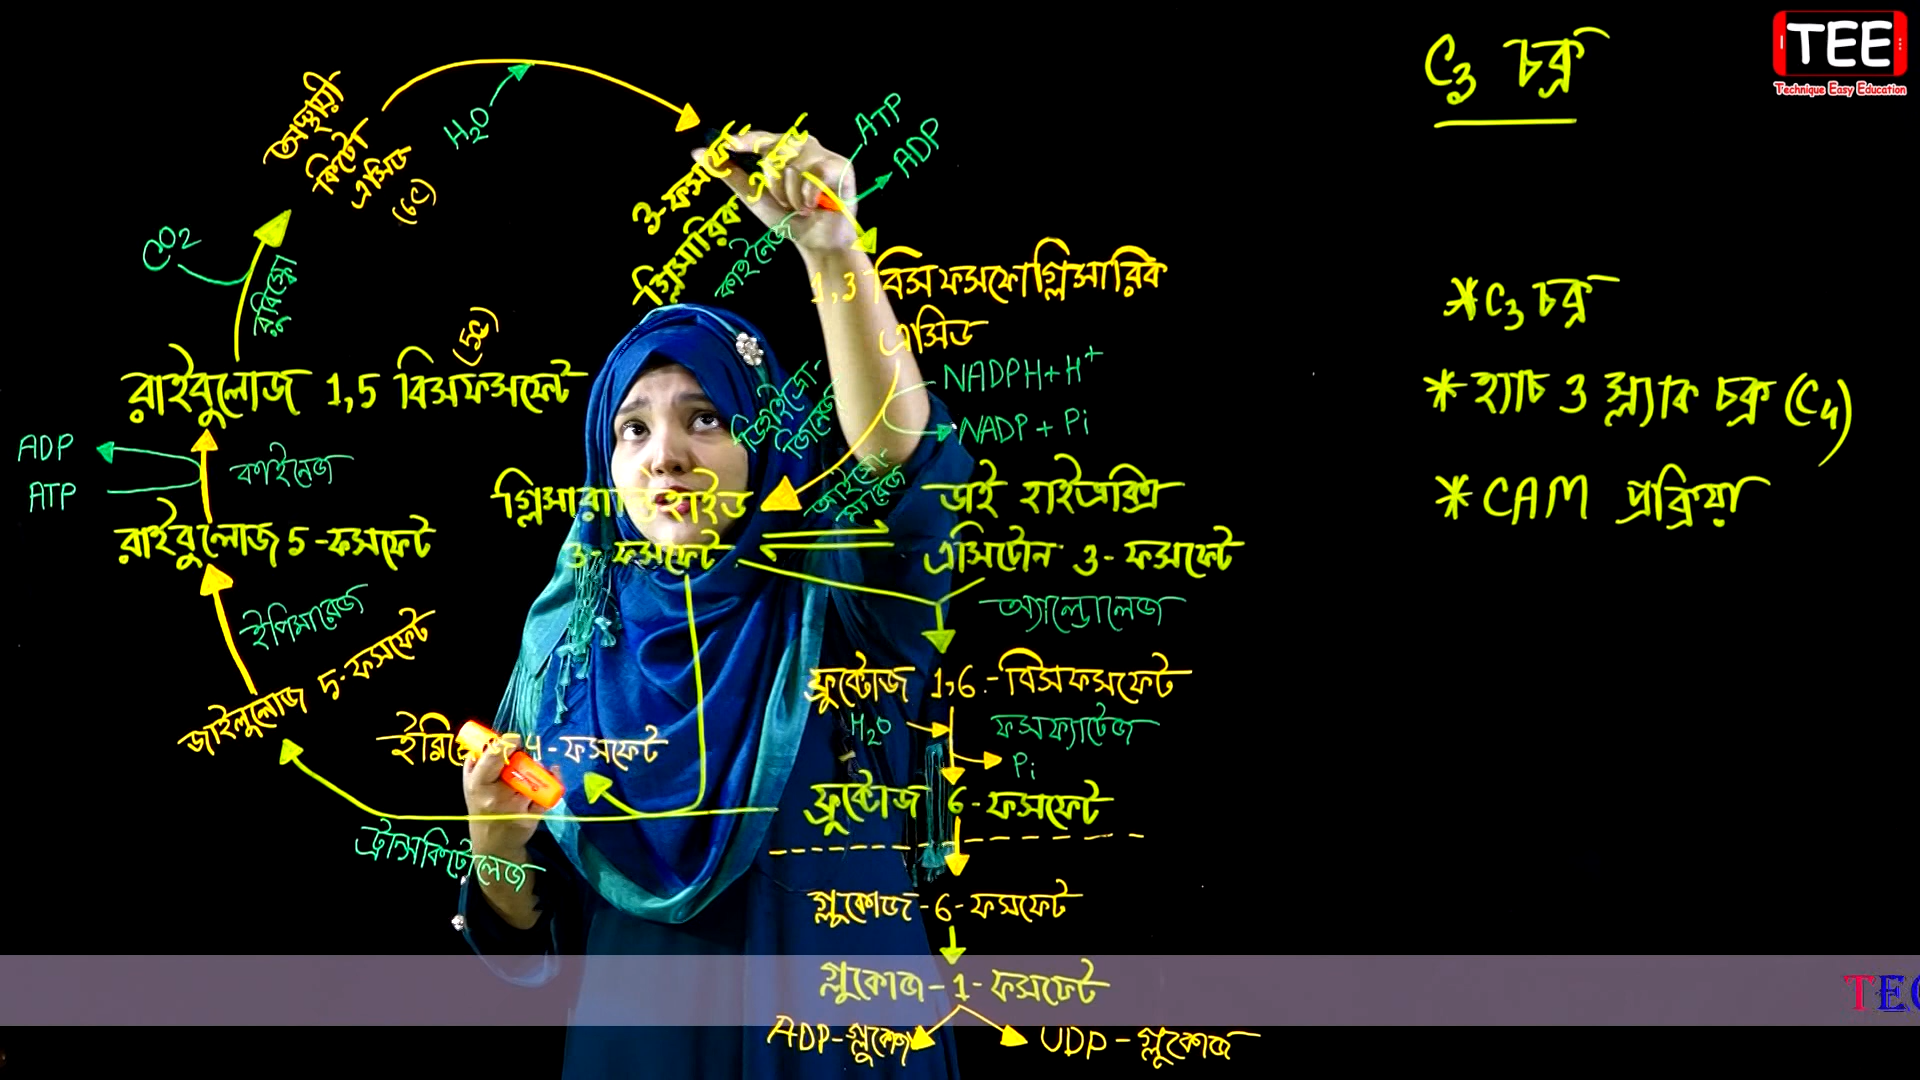 C3 চক্র
TEE
Technique Easy Education
অস্থায়ী
কিটো
এসিড
(6C)
H2O
3-ফসফো
গ্লিসারিক এসিড
ATP
ADP
কাইনেজ
CO2
রুবিস্কো
1,3 বিসফসফোগ্লিসারিক
এসিড
* C3 চক্র
(5C)
রাইবুলোজ 1,5 বিসফসফেট
NADPH+H+
NADP + Pi
* হ্যাচ ও স্ল্যাক চক্র (C4)
ADP
ATP
কাইনেজ
গ্লিসারালডিহাইড
3-ফসফেট
ডাই হাইড্রক্সি
এসিটোন 3-ফসফেট
* CAM প্রক্রিয়া
রাইবুলোজ 5-ফসফেট
ইপিমারেজ
অ্যাল্ডোলেজ
জাইলুলোজ 5-ফসফেট
ফ্রুক্টোজ 1,6-বিসফসফেট
H2O
ফসফ্যাটেজ
Pi
4-ফসফেট
ফ্রুক্টোজ 6-ফসফেট
ট্রান্সকিটোলেজ
গ্লুকোজ-6-ফসফেট
গ্লুকোজ-1-ফসফেট
ADP-গ্লুকোজ
UDP-গ্লুকোজ